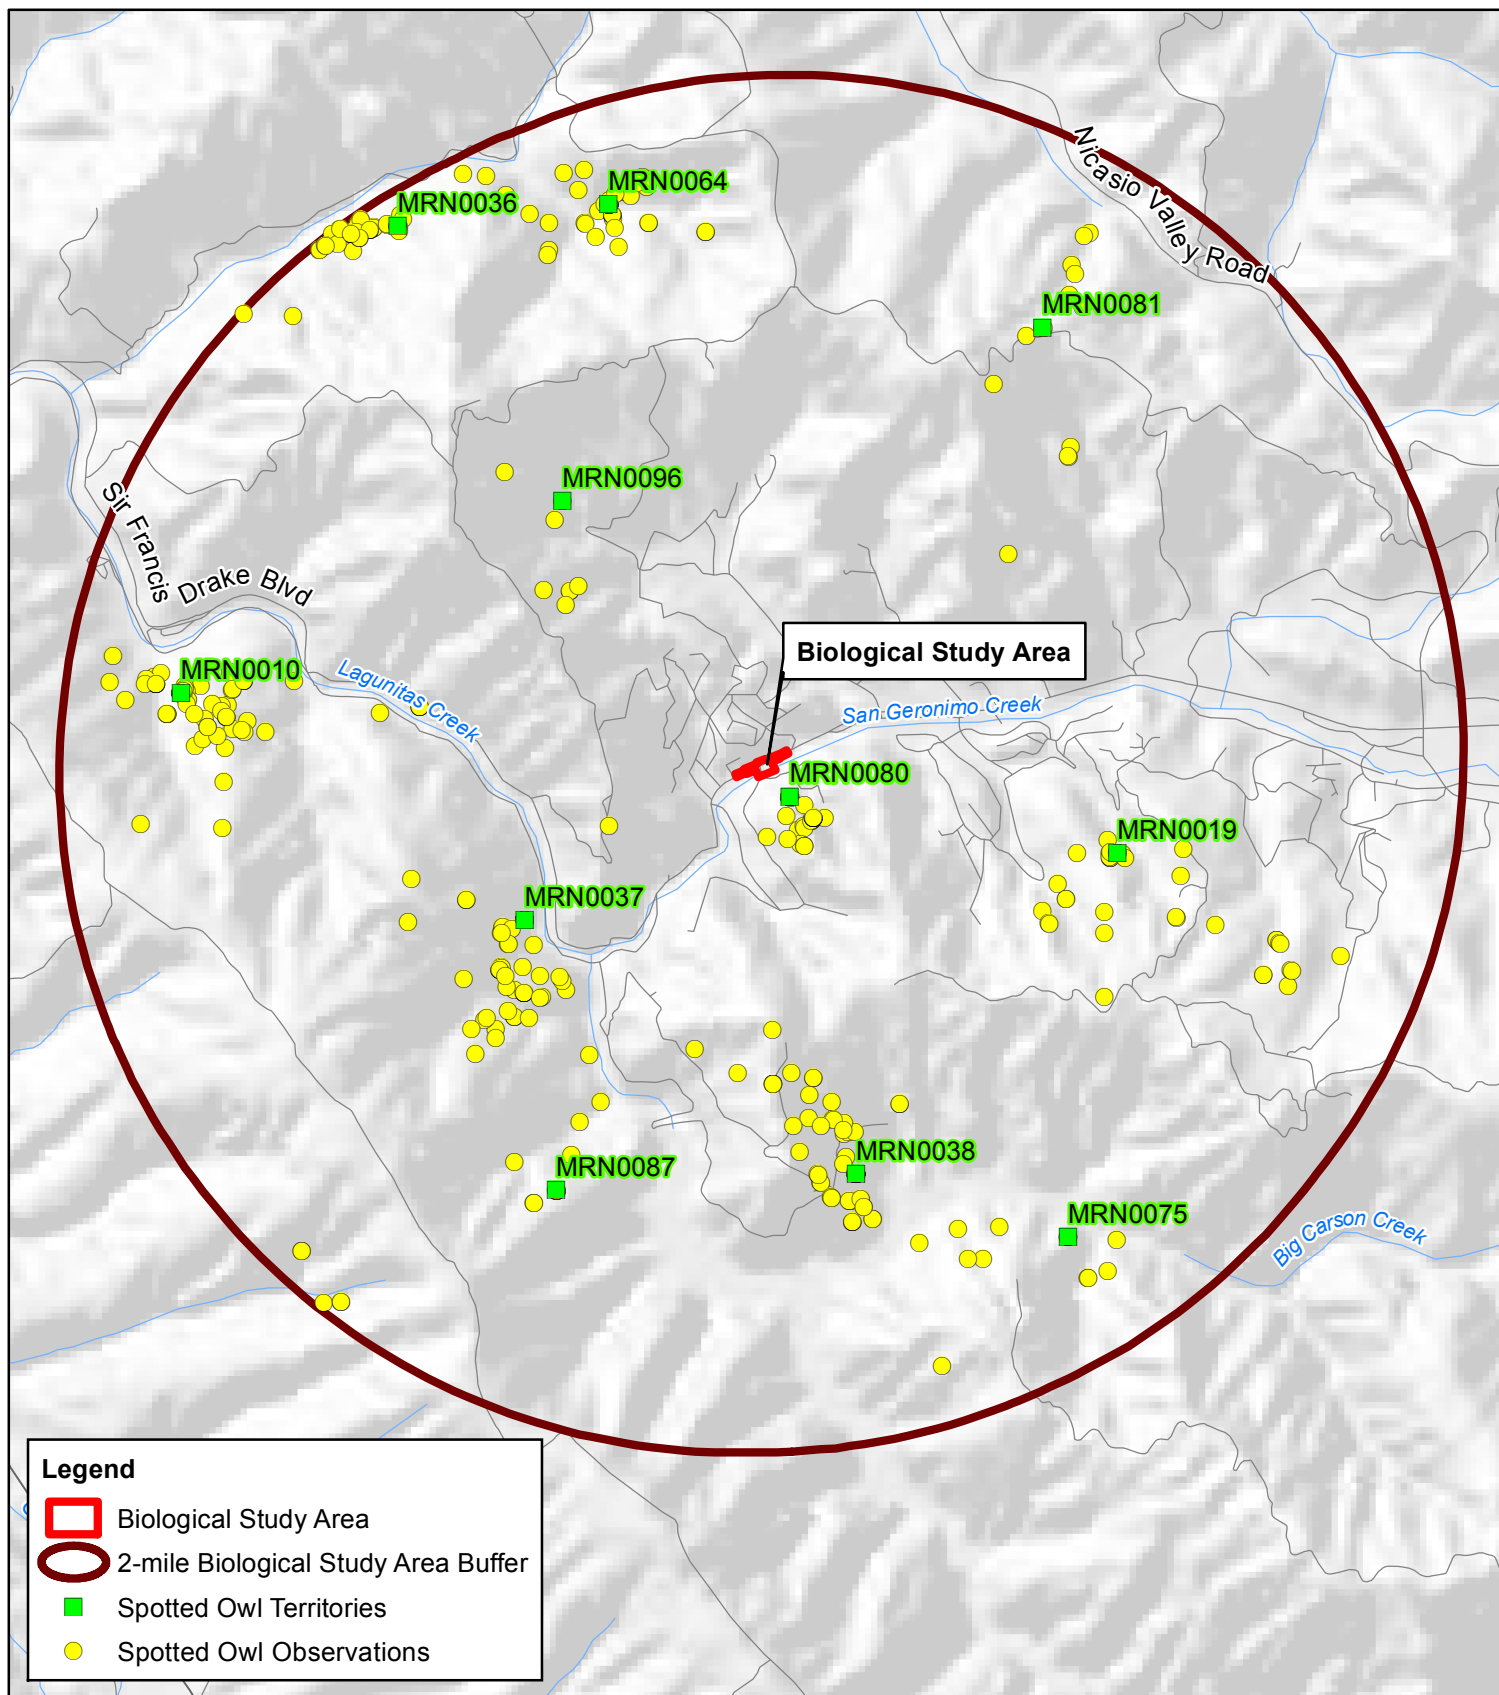 Nicasio Valley Road
MRN0064
MRN0036
MRN0081
MRN0096
Sir Francis Drake Blvd
Biological Study Area
MRN0010
Lagunitas Creek
San Geronimo Creek
MRN0080
MRN0019
MRN0037
MRN0038
MRN0087
MRN0075
Big Carson Creek
Legend
Biological Study Area
2-mile Biological Study Area Buffer
Spotted Owl Territories
Spotted Owl Observations